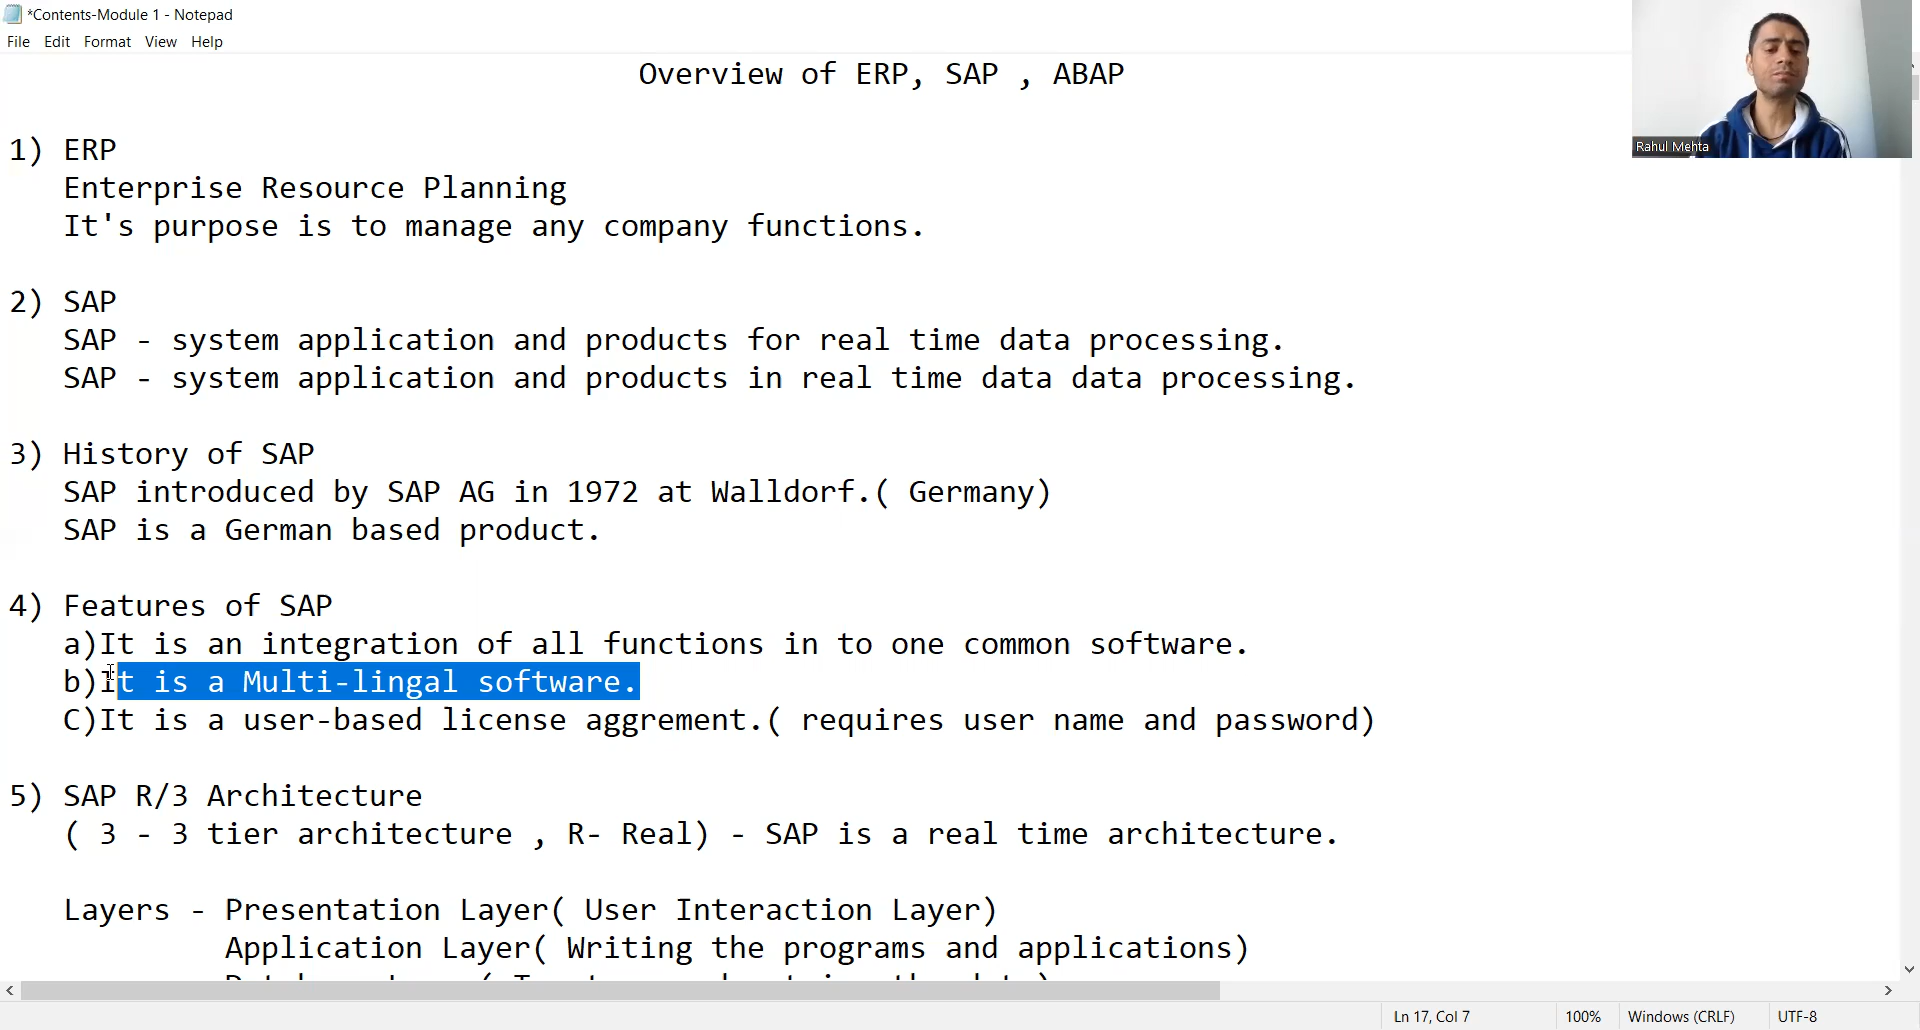 *Contents-Module 1 - Notepad
File Edit Format View Help
Rahul Mehta
Overview of ERP, SAP , ABAP
1) ERP
Enterprise Resource Planning
It's purpose is to manage any company functions.
2) SAP
SAP - system application and products for real time data processing.
SAP - system application and products in real time data data processing.
3) History of SAP
SAP introduced by SAP AG in 1972 at Walldorf.( Germany)
SAP is a German based product.
4) Features of SAP
a)It is an integration of all functions in to one common software.
b)It is a Multi-lingal software.
C)It is a user-based license aggrement.( requires user name and password)
5) SAP R/3 Architecture
( 3 - 3 tier architecture , R- Real) - SAP is a real time architecture.
Layers - Presentation Layer( User Interaction Layer)
Application Layer( Writing the programs and applications)
Ln 17, Col 7 100% Windows (CRLF) UTF-8